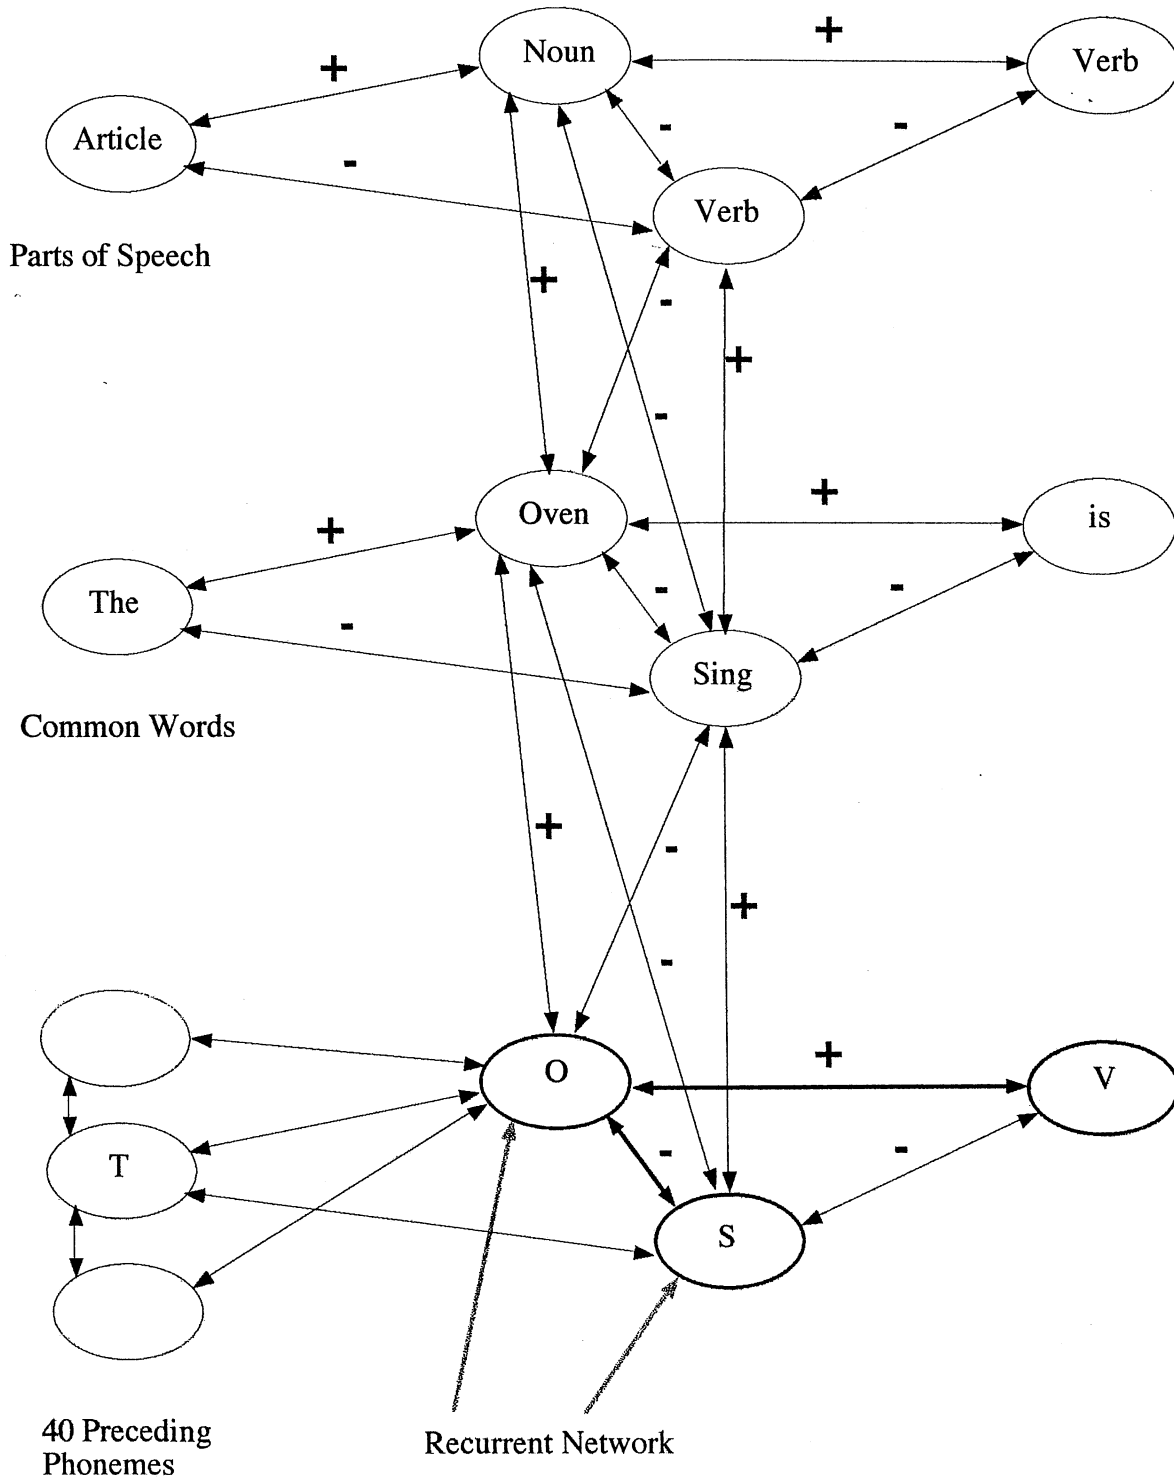 +
Noun
Verb
+
Article
-
-
-
Verb
Parts of Speech
+
-
+
-
+
Oven
+
is
The
-
-
-
Sing
Common Words
+
-
+
-
+
O
V
T
-
-
S
40 Preceding
Phonemes
Recurrent Network